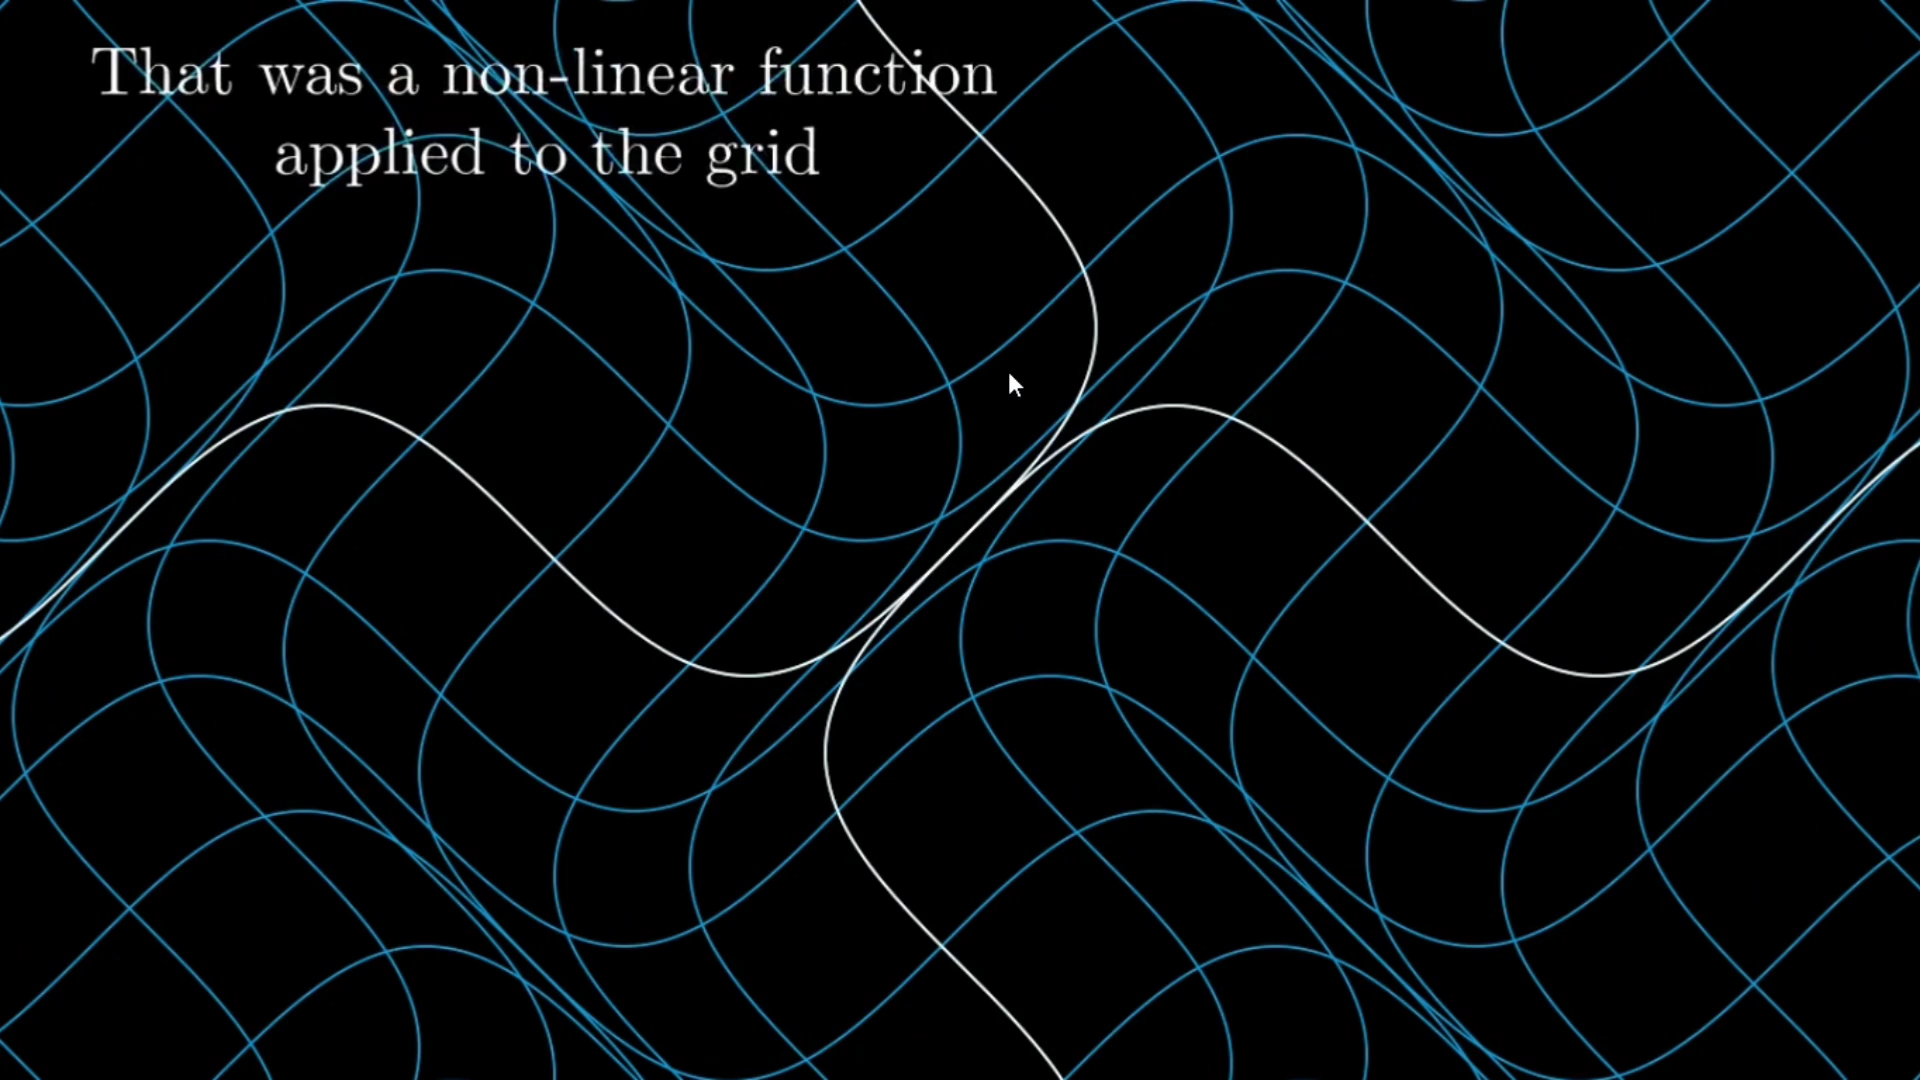 That was a non-linear function
applied to the grid